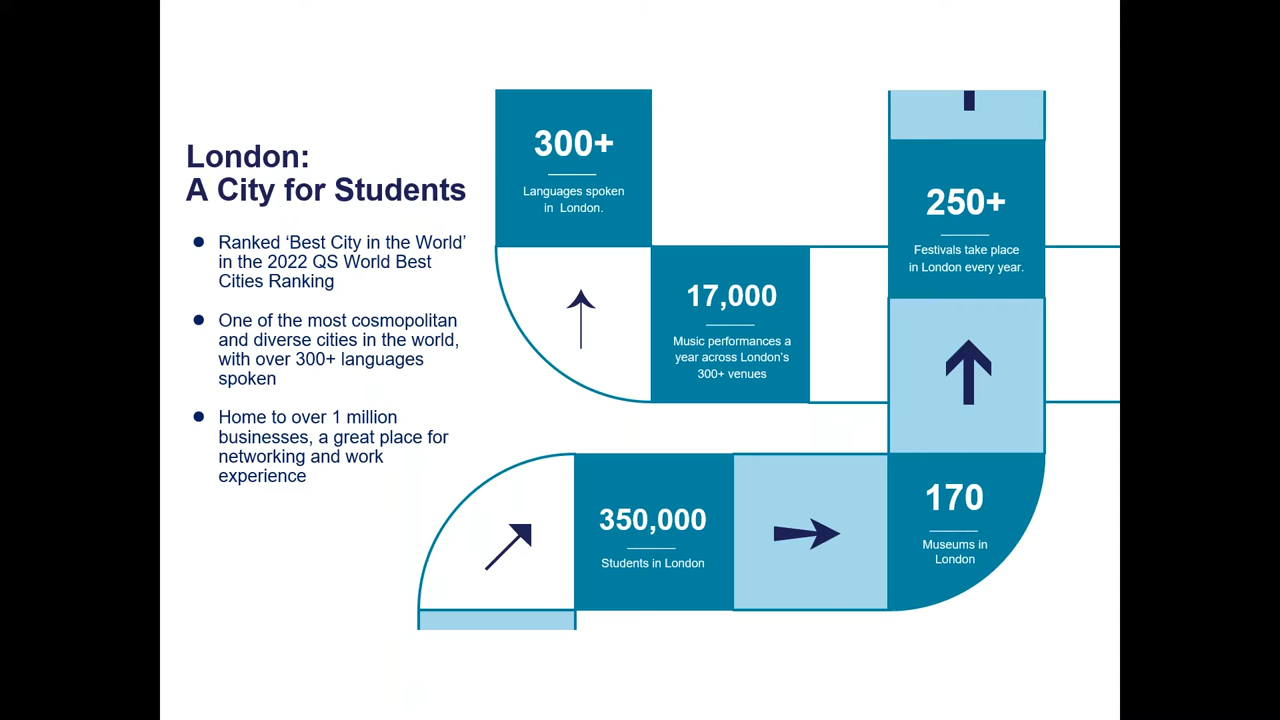 London:
A City for Students
Ranked ‘Best City in the World’
in the 2022 QS World Best
Cities Ranking
One of the most cosmopolitan
and diverse cities in the world,
with over 300+ languages
spoken
Home to over 1 million
businesses, a great place for
networking and work
experience
300+
Languages spoken
in London.
17,000
Music performances a
year across London’s
300+ venues
250+
Festivals take place
in London every year.
350,000
Students in London
170
Museums in
London